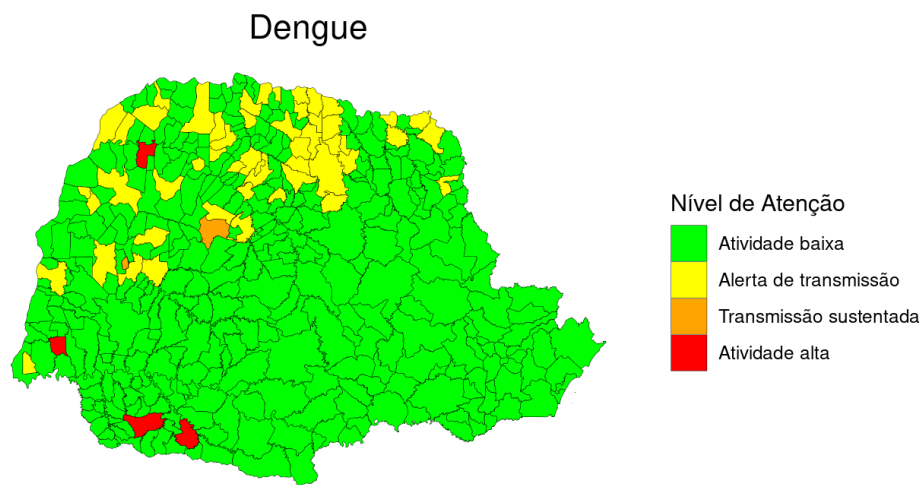 Dengue
Nível de Atenção
Atividade baixa
Alerta de transmissão
Transmissão sustentada
Atividade alta